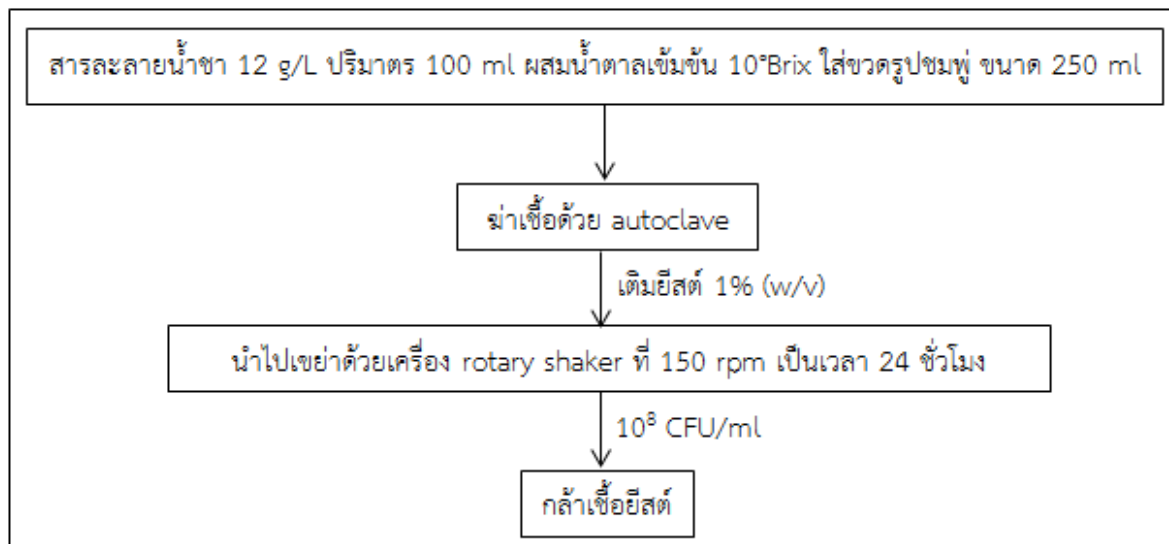 สารละลายน้ำชา 12 g/L ปริมาตร 100 ml ผสมน้ำตาลเข้มข้น 10°Brix ใส่ขวดรูปชมพู่ ขนาด 250 ml
ฆ่าเชื้อด้วย autoclave
เติมยีสต์ 1% (w/v)
นำไปเขย่าด้วยเครื่อง rotary shaker ที่ 150 rpm เป็นเวลา 24 ชั่วโมง
10⁸ CFU/ml
กล้าเชื้อยีสต์